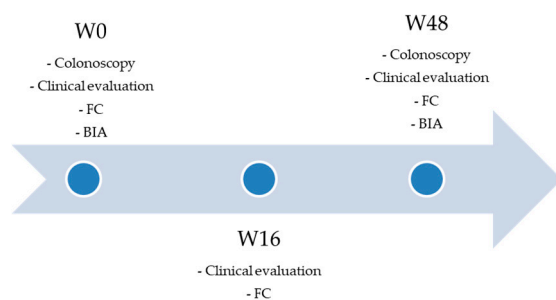 W0
- Colonoscopy
- Clinical evaluation
- FC
- BIA
W48
- Colonoscopy
- Clinical evaluation
- FC
- BIA
W16
- Clinical evaluation
- FC